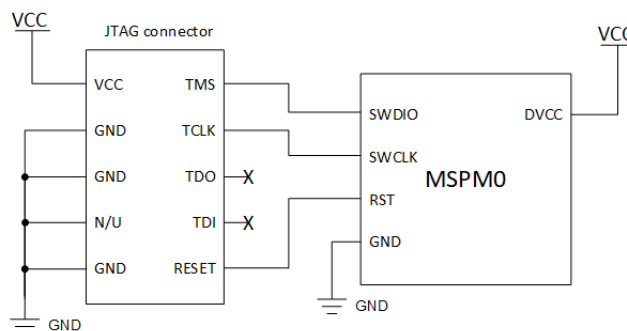 VCC
JTAG connector
VCC
VCC TMS
GND TCLK
GND TDO X
N/U TDI X
GND RESET
GND
SWDIO DVCC
SWCLK
MSPM0
RST
GND
GND